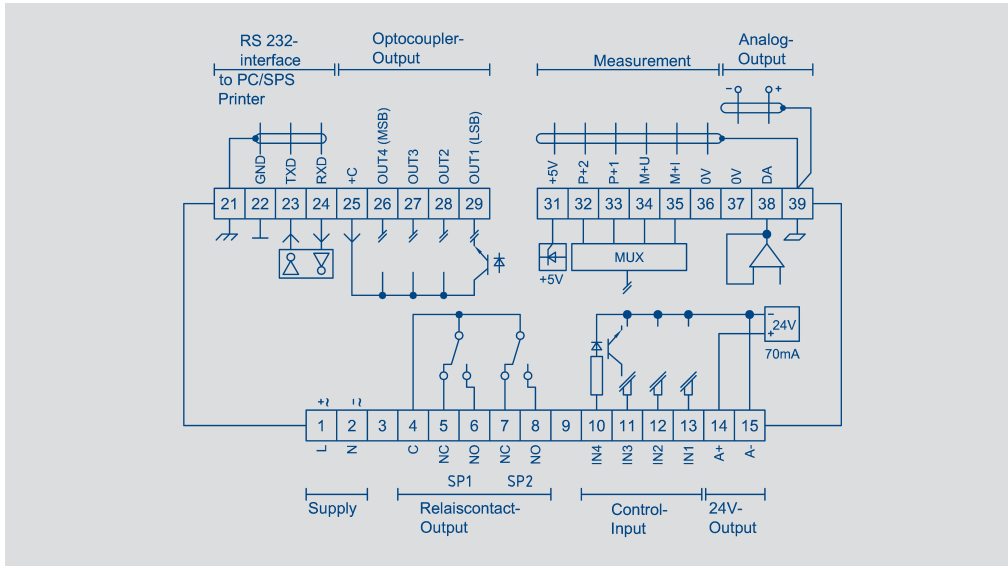 RS 232-
interface
to PC/SPS
Printer
Optocoupler-
Output
Measurement
Analog-
Output
- +
GND TXD RXD +C OUT4 (MSB) OUT3 OUT2 OUT1 (LSB)
+5V P+2 P+1 M+U M+I 0V 0V DA
21 22 23 24 25 26 27 28 29
31 32 33 34 35 36 37 38 39
+5V
MUX
- 24V
+
70mA
+~ -~
1 2 3 4 5 6 7 8 9 10 11 12 13 14 15
L N C NC NO NC NO IN4 IN3 IN2 IN1 A+ A-
SP1 SP2
Supply
Relaiscontact-
Output
Control-
Input
24V-
Output